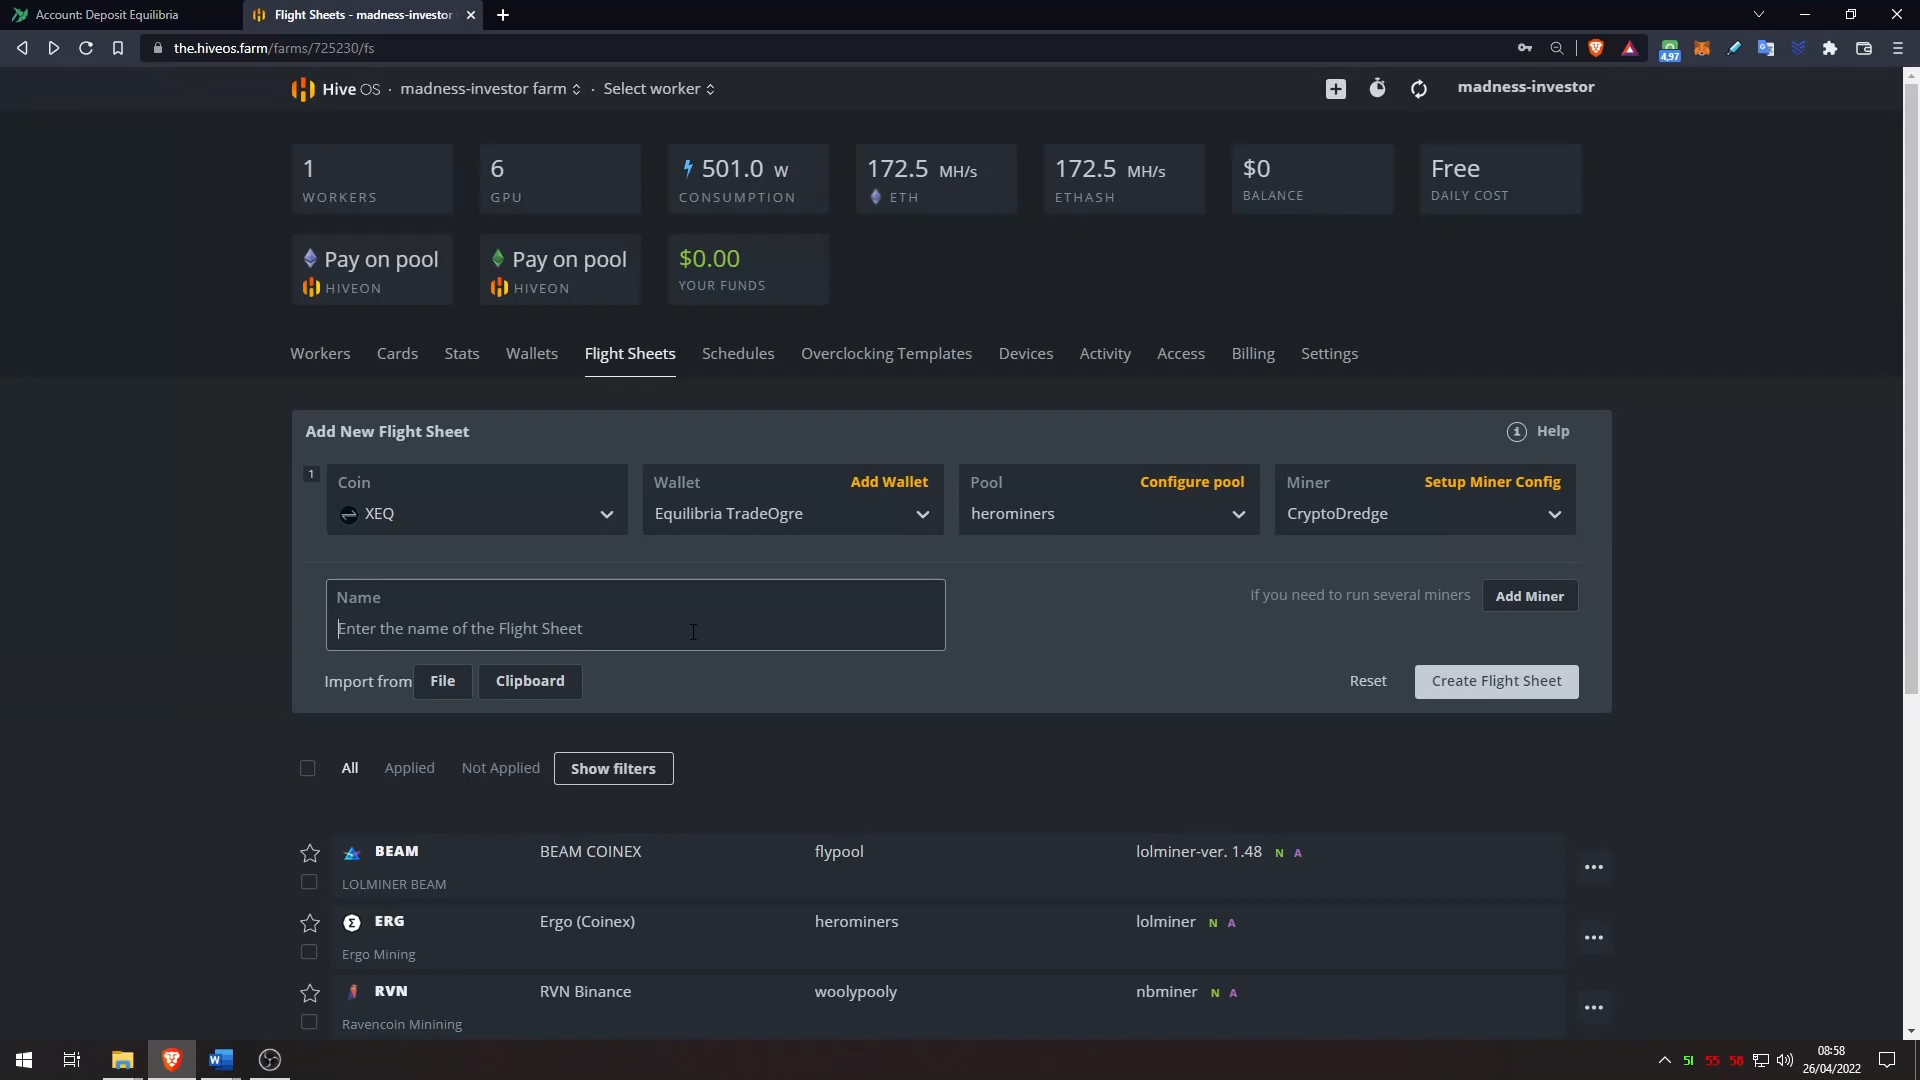 Account: Deposit Equilibria
Flight Sheets - madness-investor
the.hiveos.farm/farms/725230/fs
4,97
Hive OS · madness-investor farm · Select worker
madness-investor
1
WORKERS
6
GPU
501.0 W
CONSUMPTION
172.5 MH/s
ETH
172.5 MH/s
ETHASH
$0
BALANCE
Free
DAILY COST
Pay on pool
HIVEON
Pay on pool
HIVEON
$0.00
YOUR FUNDS
Workers Cards Stats Wallets Flight Sheets Schedules Overclocking Templates Devices Activity Access Billing Settings
Add New Flight Sheet
Help
1
Coin
XEQ
Wallet Add Wallet
Equilibria TradeOgre
Pool Configure pool
herominers
Miner Setup Miner Config
CryptoDredge
Name
Enter the name of the Flight Sheet
If you need to run several miners Add Miner
Import from File Clipboard
Reset Create Flight Sheet
All Applied Not Applied Show filters
BEAM BEAM COINEX flypool lolminer-ver. 1.48 N A
LOLMINER BEAM
ERG Ergo (Coinex) herominers lolminer N A
Ergo Mining
RVN RVN Binance woolypooly nbminer N A
Ravencoin Minining
51 55 58
08:58
26/04/2022